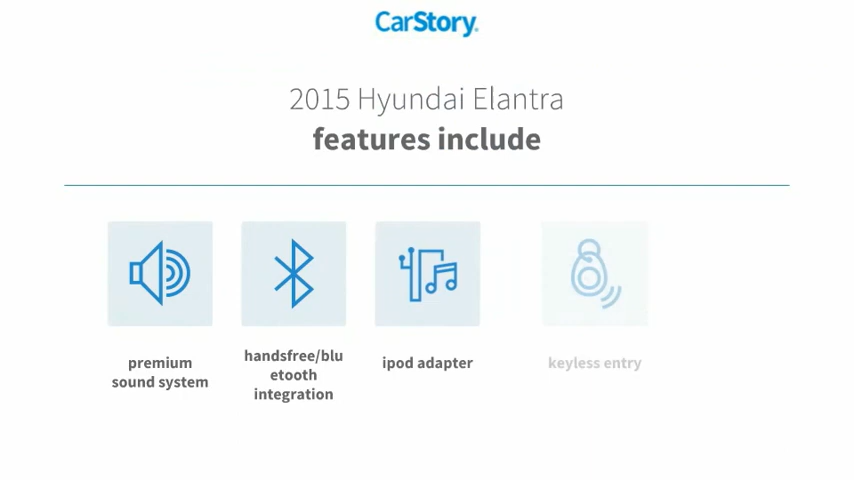 CarStory.
2015 Hyundai Elantra
features include
premium
sound system
handsfree/blu
etooth
integration
ipod adapter
keyless entry